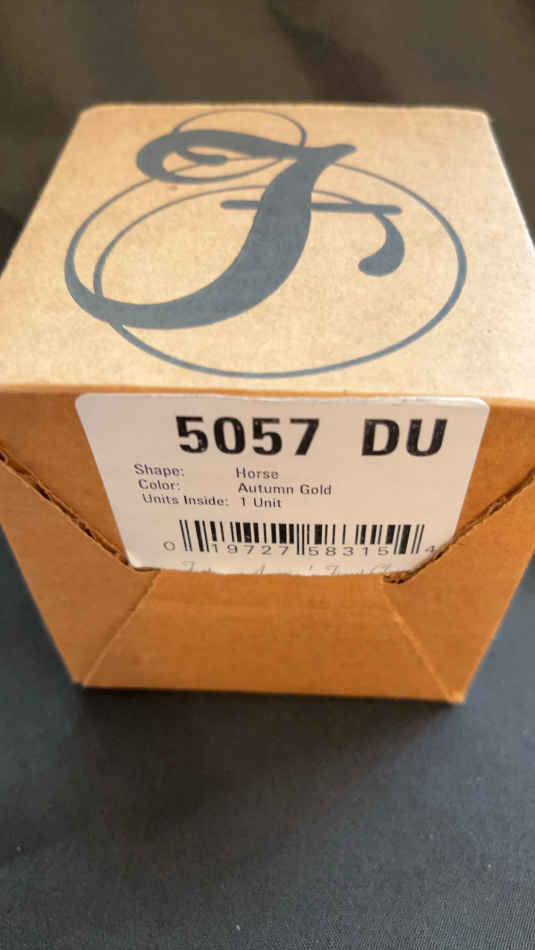 F
5057 DU
Shape: Horse
Color: Autumn Gold
Units Inside: 1 Unit
0 19727 58315 4